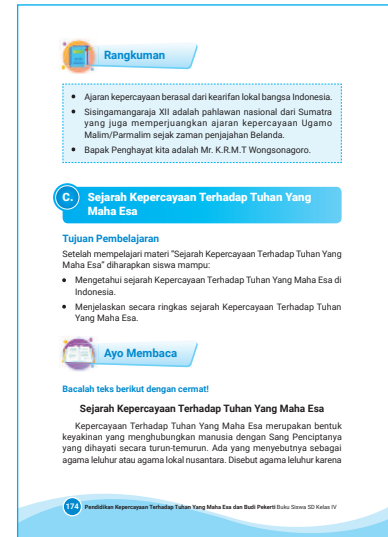 Rangkuman
• Ajaran kepercayaan berasal dari kearifan lokal bangsa Indonesia.
• Sisingamangaraja XII adalah pahlawan nasional dari Sumatra
yang juga memperjuangkan ajaran kepercayaan Ugamo
Malim/Parmalim sejak zaman penjajahan Belanda.
• Bapak Penghayat kita adalah Mr. K.R.M.T Wongsonagoro.
C. Sejarah Kepercayaan Terhadap Tuhan Yang
Maha Esa
Tujuan Pembelajaran
Setelah mempelajari materi “Sejarah Kepercayaan Terhadap Tuhan Yang
Maha Esa” diharapkan siswa mampu:
• Mengetahui sejarah Kepercayaan Terhadap Tuhan Yang Maha Esa di
Indonesia.
• Menjelaskan secara ringkas sejarah Kepercayaan Terhadap Tuhan
Yang Maha Esa.
Ayo Membaca
Bacalah teks berikut dengan cermat!
Sejarah Kepercayaan Terhadap Tuhan Yang Maha Esa
Kepercayaan Terhadap Tuhan Yang Maha Esa merupakan bentuk
keyakinan yang menghubungkan manusia dengan Sang Penciptanya
yang dihayati secara turun-temurun. Ada yang menyebutnya sebagai
agama leluhur atau agama lokal nusantara. Disebut agama leluhur karena
174 Pendidikan Kepercayaan Terhadap Tuhan Yang Maha Esa dan Budi Pekerti Buku Siswa SD Kelas IV